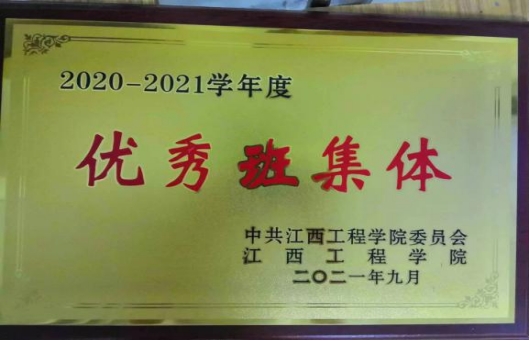 2020-2021学年度
优秀班集体
中共江西工程学院委员会
江西工程学院
二〇二一年九月